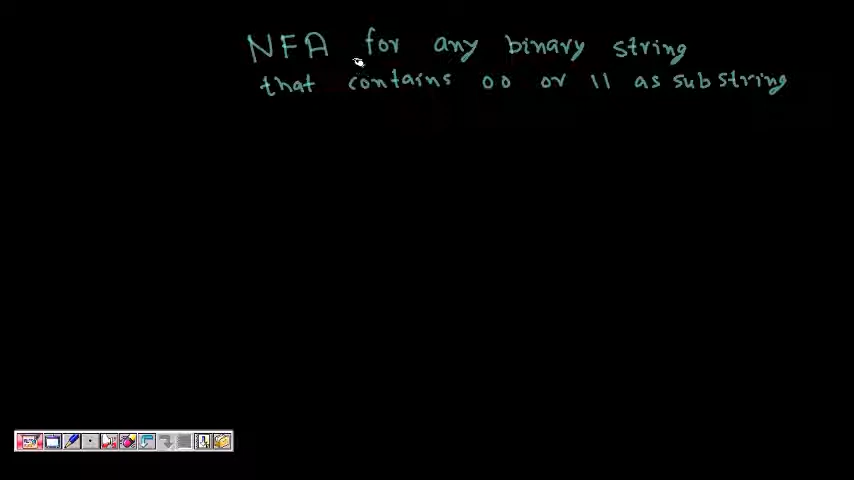 NFA for any binary string
that contains 00 or 11 as substring